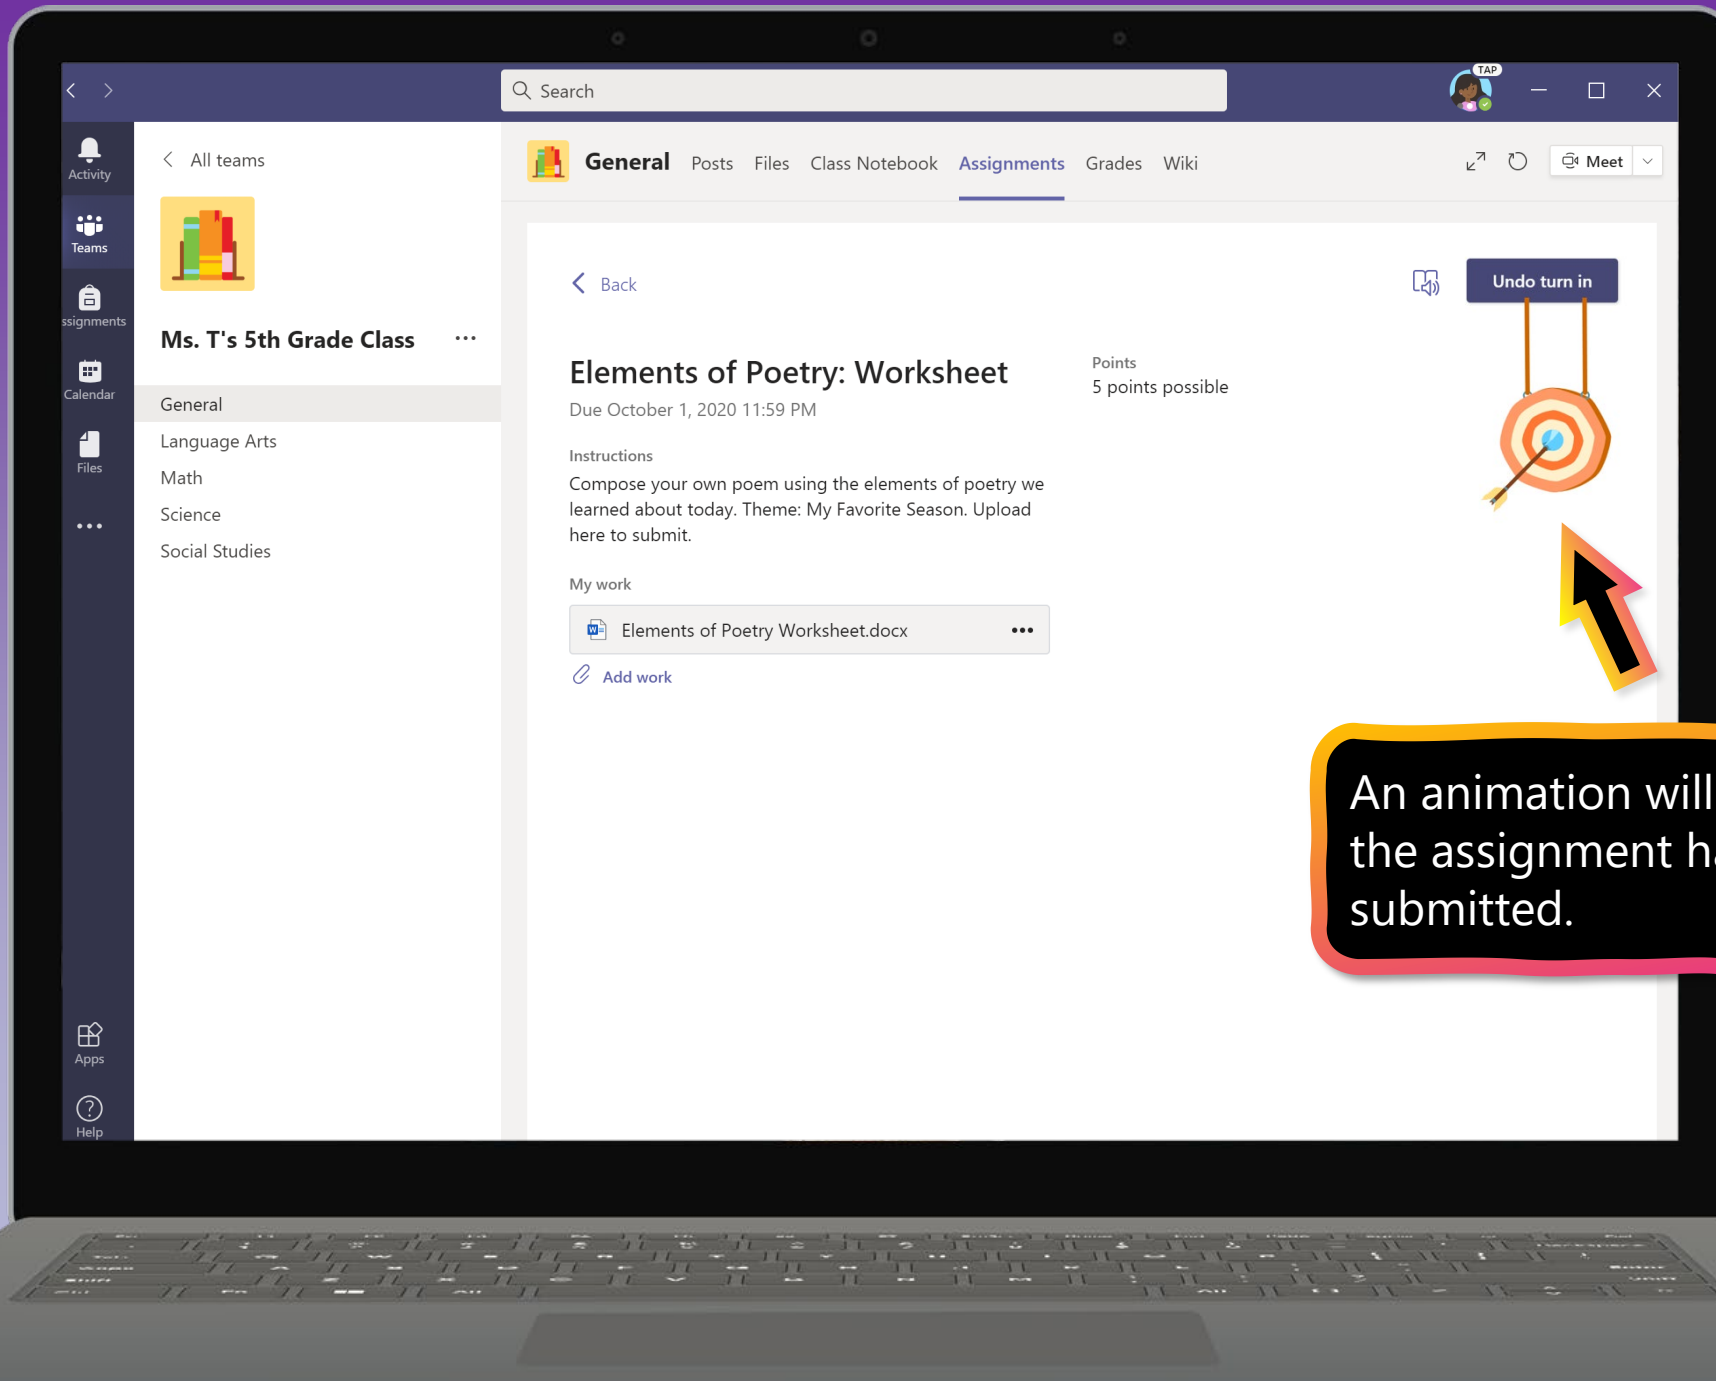 Search
TAP
Activity
Teams
ssignments
Calendar
Files
Apps
Help
All teams
Ms. T's 5th Grade Class
General
Language Arts
Math
Science
Social Studies
General Posts Files Class Notebook Assignments Grades Wiki
Meet
Back
Undo turn in
Elements of Poetry: Worksheet
Due October 1, 2020 11:59 PM
Points
5 points possible
Instructions
Compose your own poem using the elements of poetry we
learned about today. Theme: My Favorite Season. Upload
here to submit.
My work
Elements of Poetry Worksheet.docx
Add work
An animation will
the assignment ha
submitted.